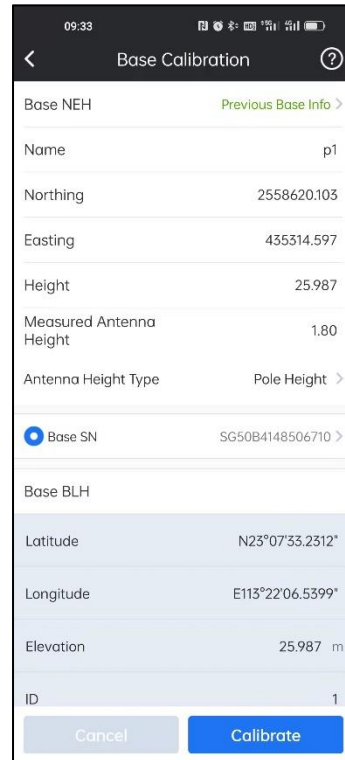 09:33
Base Calibration
Base NEH Previous Base Info >
Name p1
Northing 2558620.103
Easting 435314.597
Height 25.987
Measured Antenna
Height 1.80
Antenna Height Type Pole Height >
Base SN SG50B4148506710 >
Base BLH
Latitude N23°07'33.2312"
Longitude E113°22'06.5399"
Elevation 25.987 m
ID 1
Cancel Calibrate